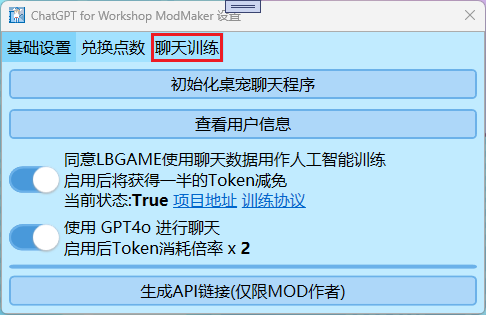 ChatGPT for Workshop ModMaker 设置
基础设置 兑换点数 聊天训练
初始化桌宠聊天程序
查看用户信息
同意LBGAME使用聊天数据用作人工智能训练
启用后将获得一半的Token减免
当前状态:True 项目地址 训练协议
使用 GPT4o 进行聊天
启用后Token消耗倍率 x 2
生成API链接(仅限MOD作者)